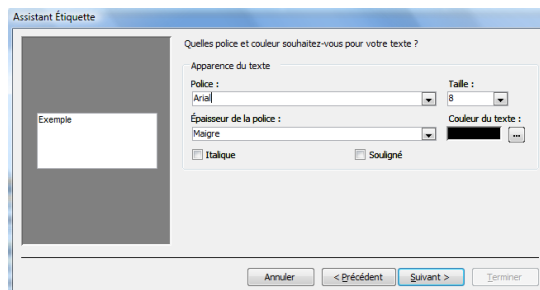 Assistant Étiquette
Quelles police et couleur souhaitez-vous pour votre texte ?
Apparence du texte
Police :
Taille :
Arial
8
Exemple
Épaisseur de la police :
Couleur du texte :
Maigre
...
Italique
Souligné
Annuler
< Précédent
Suivant >
Terminer